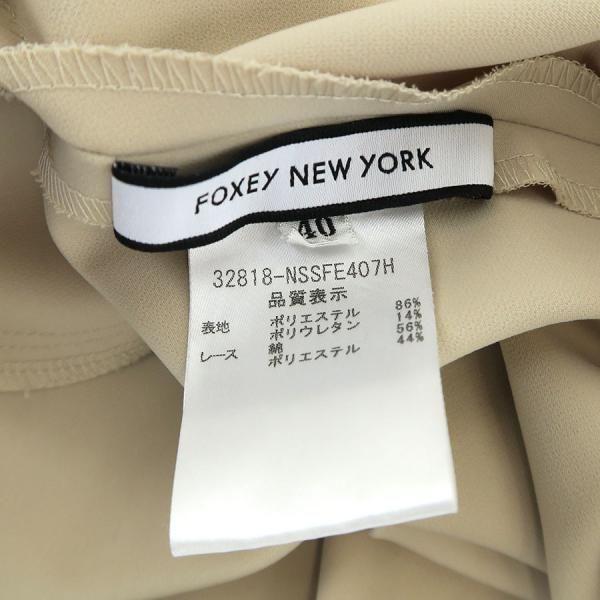 FOXEY NEW YORK
40
32818-NSSFE407H
品質表示
表地 ポリエステル 86%
ポリウレタン 14%
レース 綿 56%
ポリエステル 44%